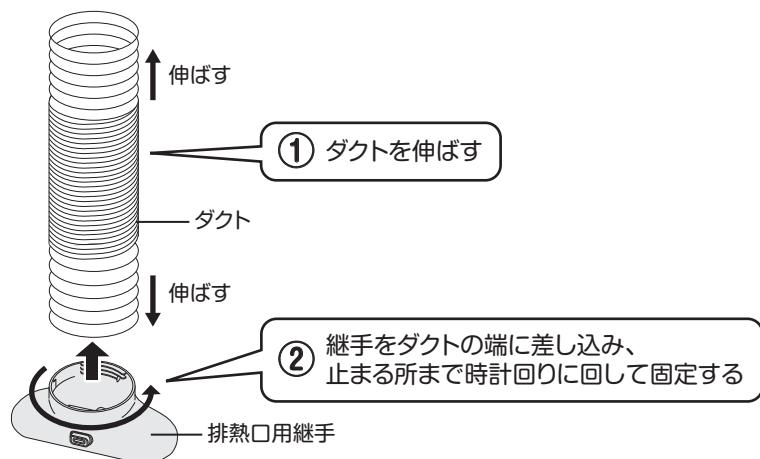 伸ばす
① ダクトを伸ばす
ダクト
伸ばす
② 継手をダクトの端に差し込み、
止まる所まで時計回りに回して固定する
排熱口用継手